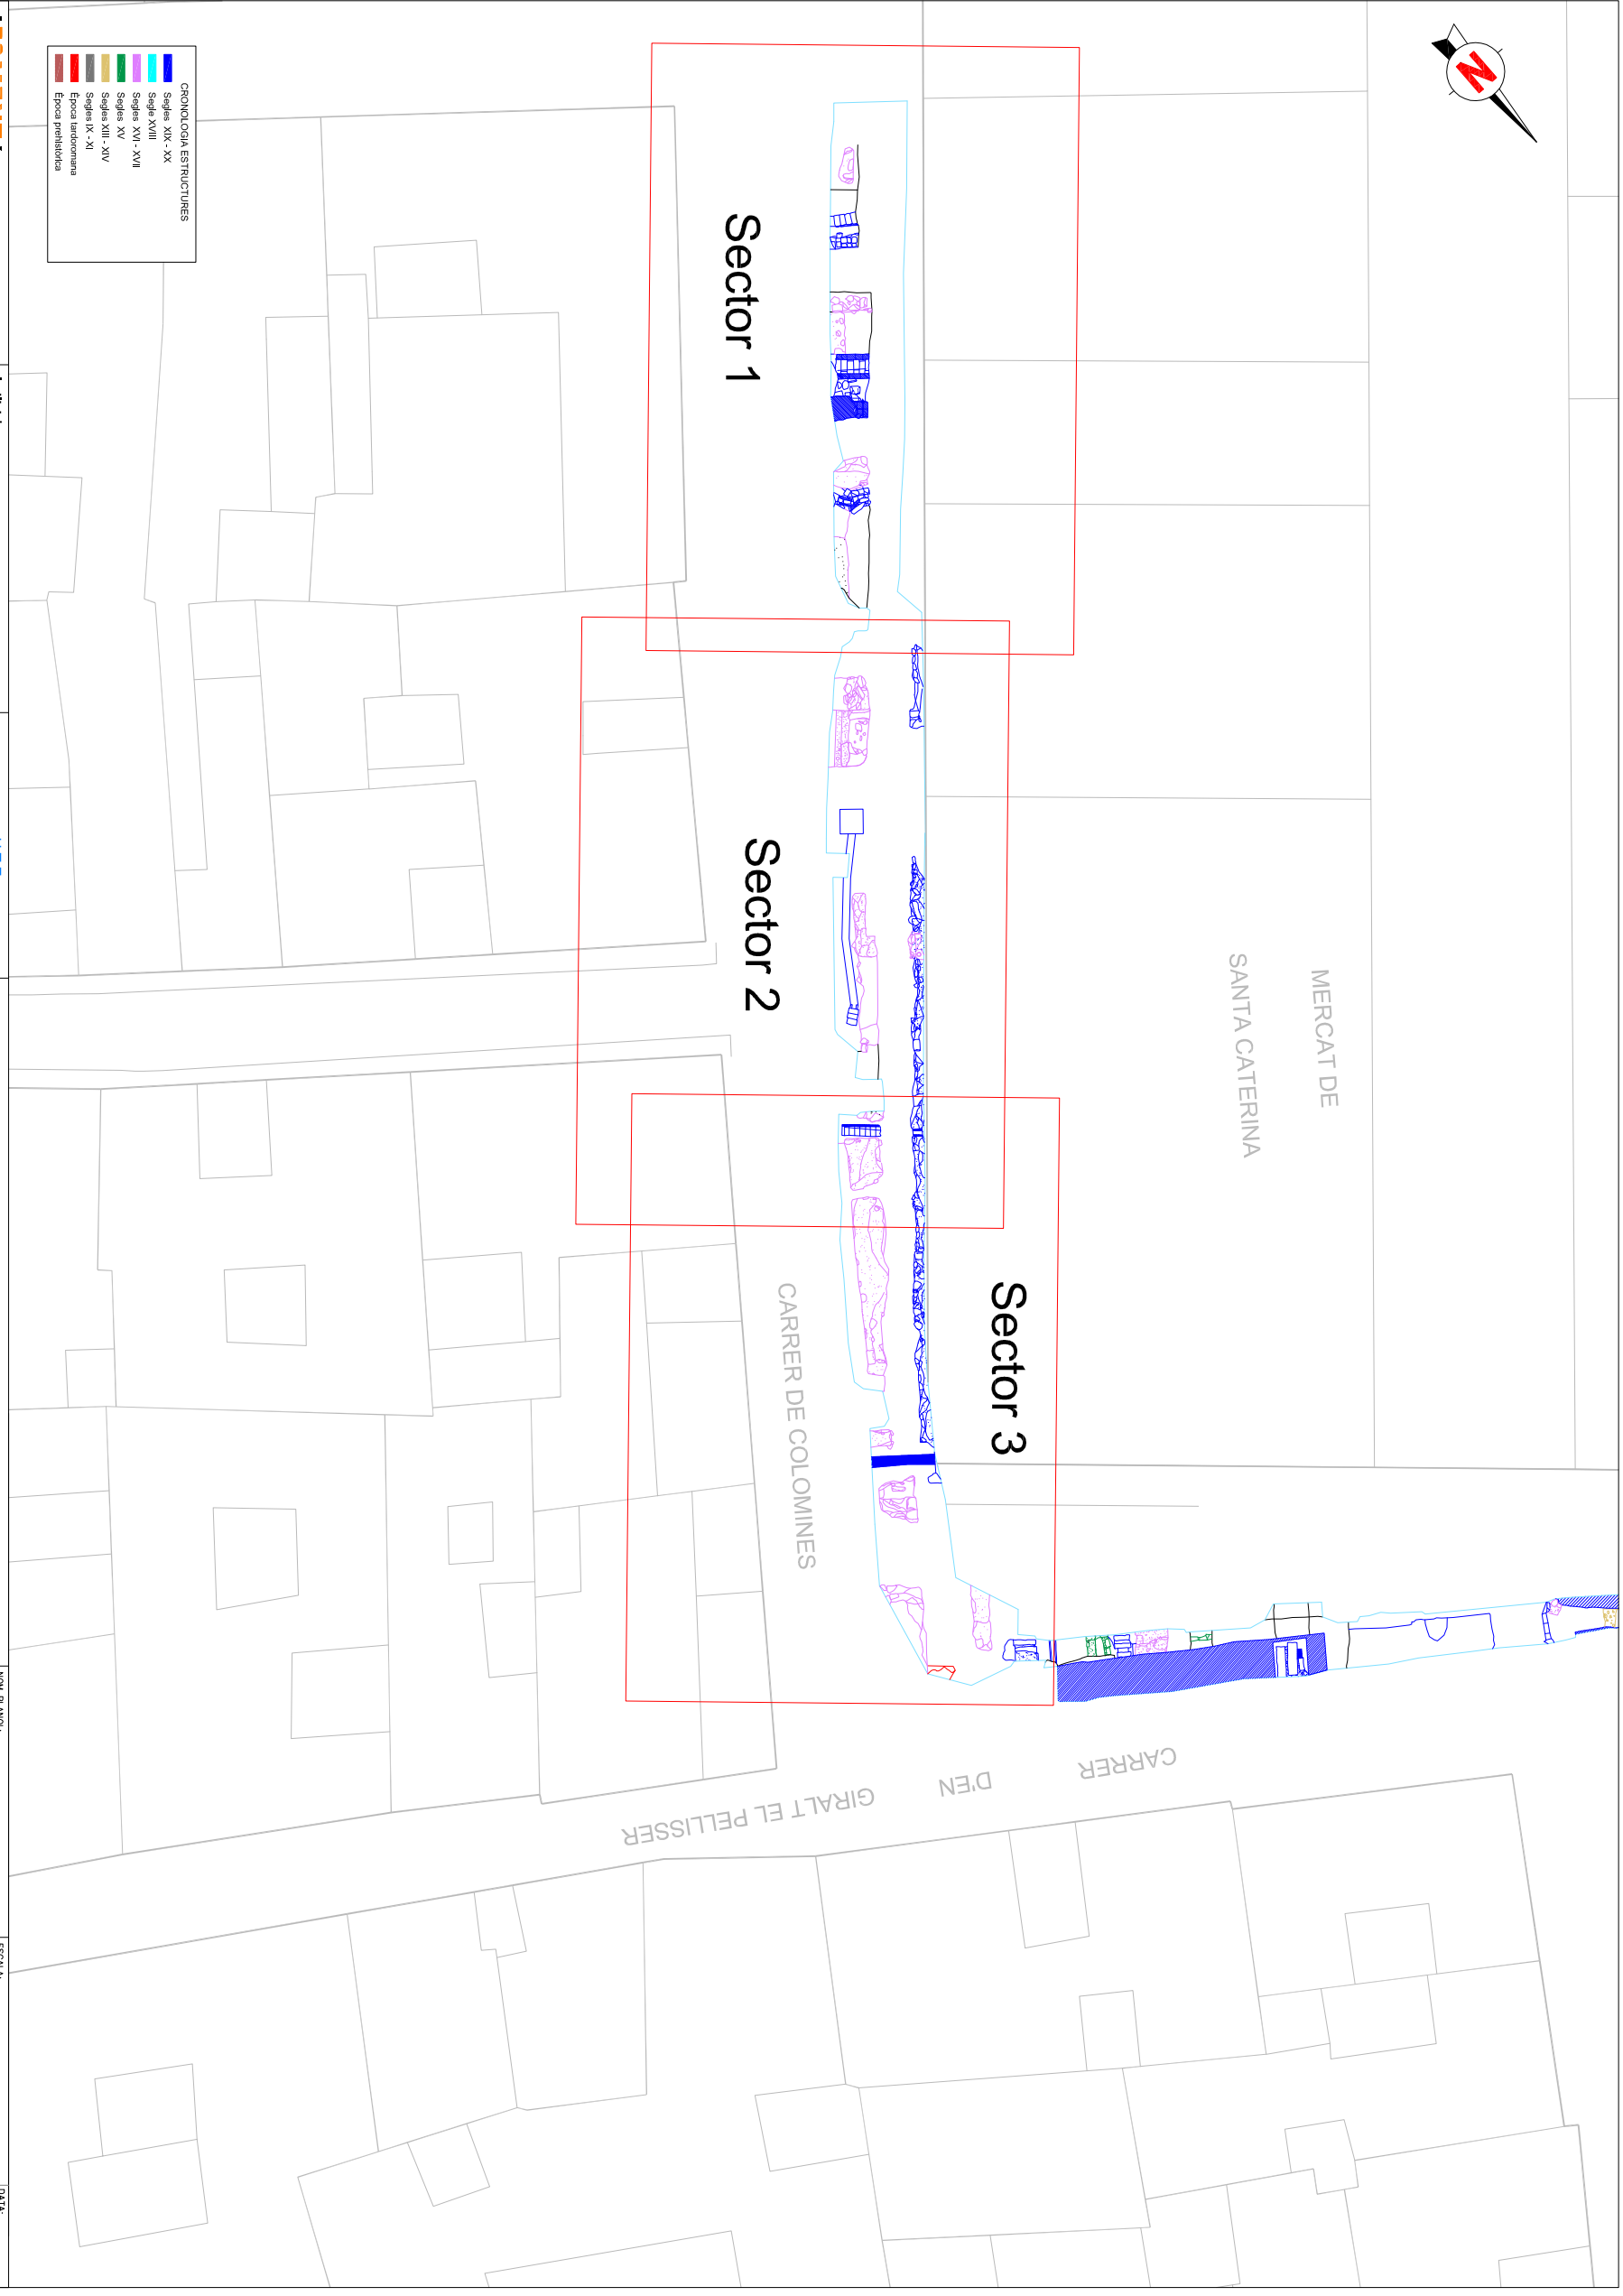 CRONOLOGIA ESTRUCTURES
Segles XIX - XX
Segle XVIII
Segles XVI - XVII
Segles XV
Segles XIII - XIV
Segles IX - XI
Època tardoromana
Època prehistòrica
N
Sector 1
Sector 2
Sector 3
MERCAT DE
SANTA CATERINA
CARRER DE COLOMINES
CARRER D'EN GIRALT EL PELLISSER